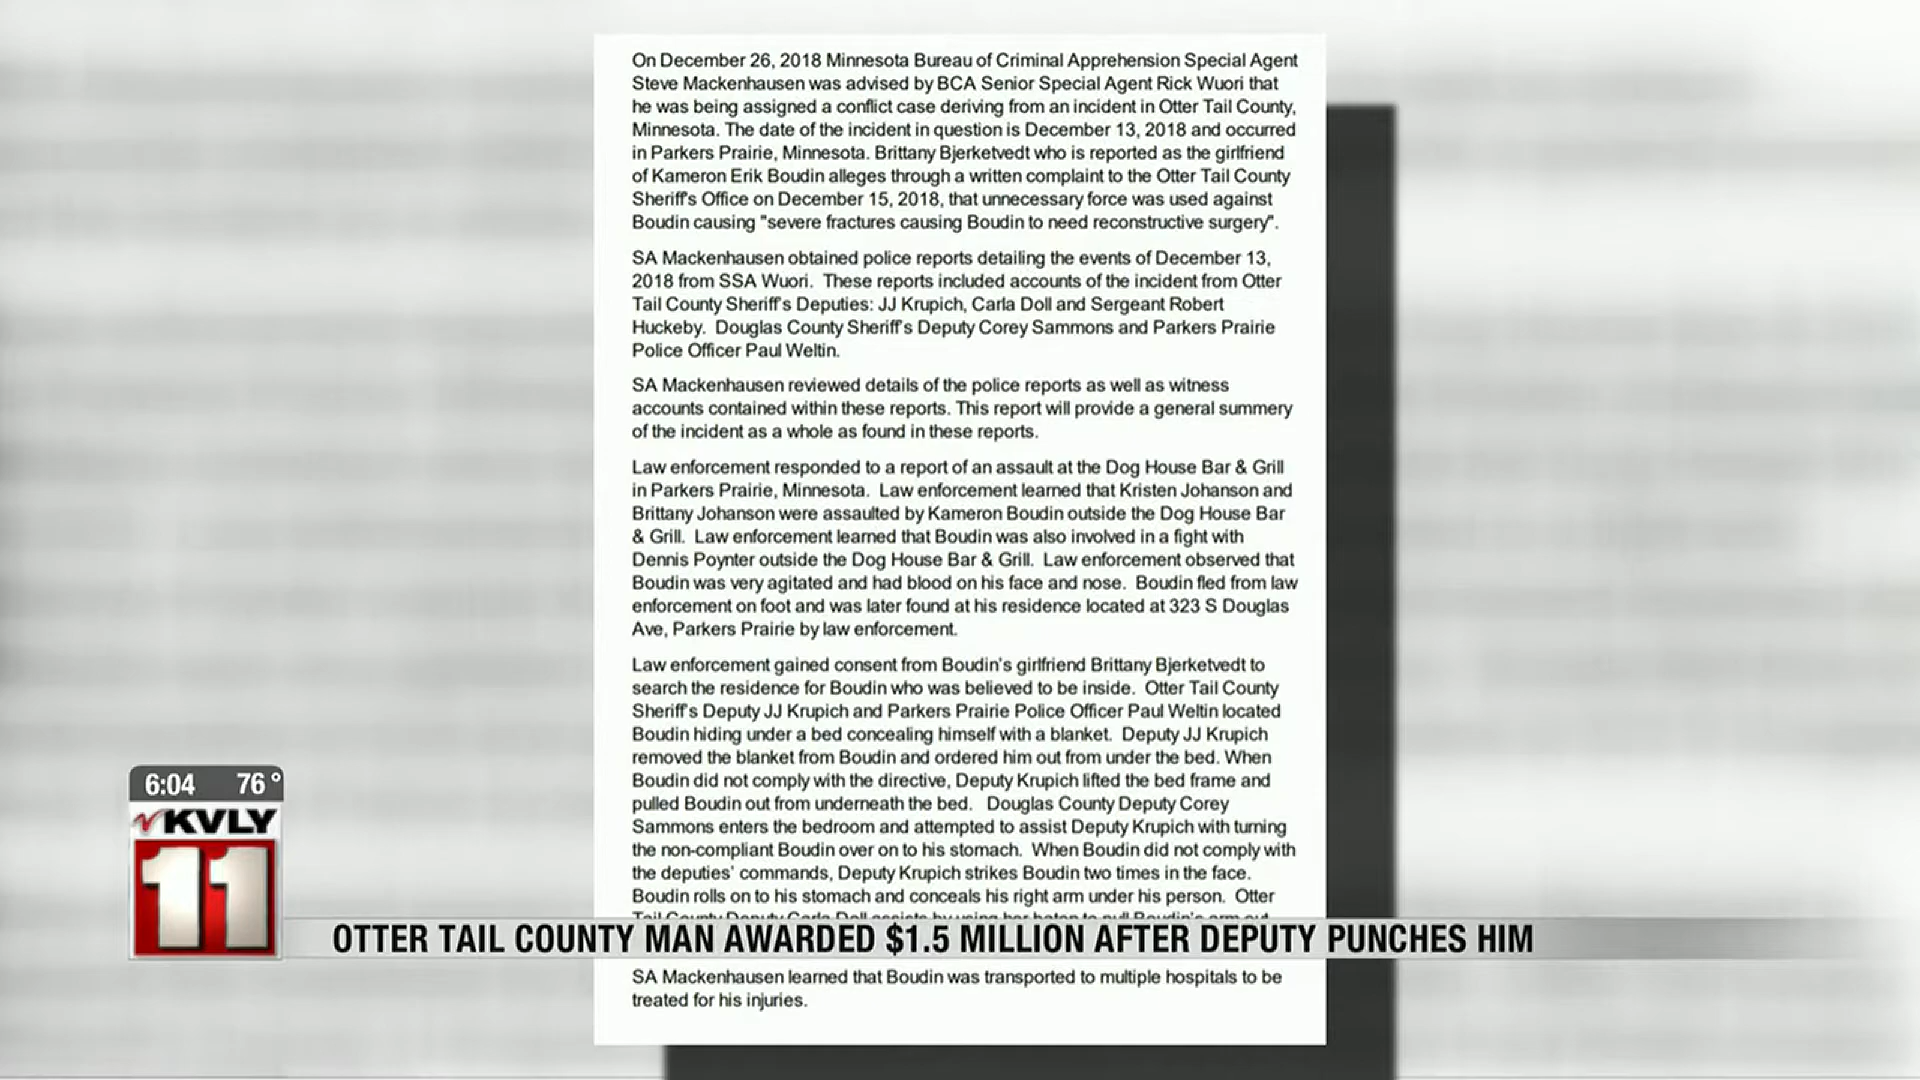 On December 26, 2018 Minnesota Bureau of Criminal Apprehension Special Agent
Steve Mackenhausen was advised by BCA Senior Special Agent Rick Wuori that
he was being assigned a conflict case deriving from an incident in Otter Tail County,
Minnesota. The date of the incident in question is December 13, 2018 and occurred
in Parkers Prairie, Minnesota. Brittany Bjerketvedt who is reported as the girlfriend
of Kameron Erik Boudin alleges through a written complaint to the Otter Tail County
Sheriff's Office on December 15, 2018, that unnecessary force was used against
Boudin causing "severe fractures causing Boudin to need reconstructive surgery".
SA Mackenhausen obtained police reports detailing the events of December 13,
2018 from SSA Wuori. These reports included accounts of the incident from Otter
Tail County Sheriff's Deputies: JJ Krupich, Carla Doll and Sergeant Robert
Huckeby. Douglas County Sheriff's Deputy Corey Sammons and Parkers Prairie
Police Officer Paul Weltin.
SA Mackenhausen reviewed details of the police reports as well as witness
accounts contained within these reports. This report will provide a general summery
of the incident as a whole as found in these reports.
Law enforcement responded to a report of an assault at the Dog House Bar & Grill
in Parkers Prairie, Minnesota. Law enforcement learned that Kristen Johanson and
Brittany Johanson were assaulted by Kameron Boudin outside the Dog House Bar
& Grill. Law enforcement learned that Boudin was also involved in a fight with
Dennis Poynter outside the Dog House Bar & Grill. Law enforcement observed that
Boudin was very agitated and had blood on his face and nose. Boudin fled from law
enforcement on foot and was later found at his residence located at 323 S Douglas
Ave, Parkers Prairie by law enforcement.
Law enforcement gained consent from Boudin's girlfriend Brittany Bjerketvedt to
search the residence for Boudin who was believed to be inside. Otter Tail County
Sheriff's Deputy JJ Krupich and Parkers Prairie Police Officer Paul Weltin located
Boudin hiding under a bed concealing himself with a blanket. Deputy JJ Krupich
removed the blanket from Boudin and ordered him out from under the bed. When
Boudin did not comply with the directive, Deputy Krupich lifted the bed frame and
pulled Boudin out from underneath the bed. Douglas County Deputy Corey
Sammons enters the bedroom and attempted to assist Deputy Krupich with turning
the non-compliant Boudin over on to his stomach. When Boudin did not comply with
the deputies' commands, Deputy Krupich strikes Boudin two times in the face.
Boudin rolls on to his stomach and conceals his right arm under his person. Otter
Tail County Deputy Carla Doll assists by using her baton to pull Boudin's arm out
6:04 76°
KVLY
11
OTTER TAIL COUNTY MAN AWARDED $1.5 MILLION AFTER DEPUTY PUNCHES HIM
SA Mackenhausen learned that Boudin was transported to multiple hospitals to be
treated for his injuries.